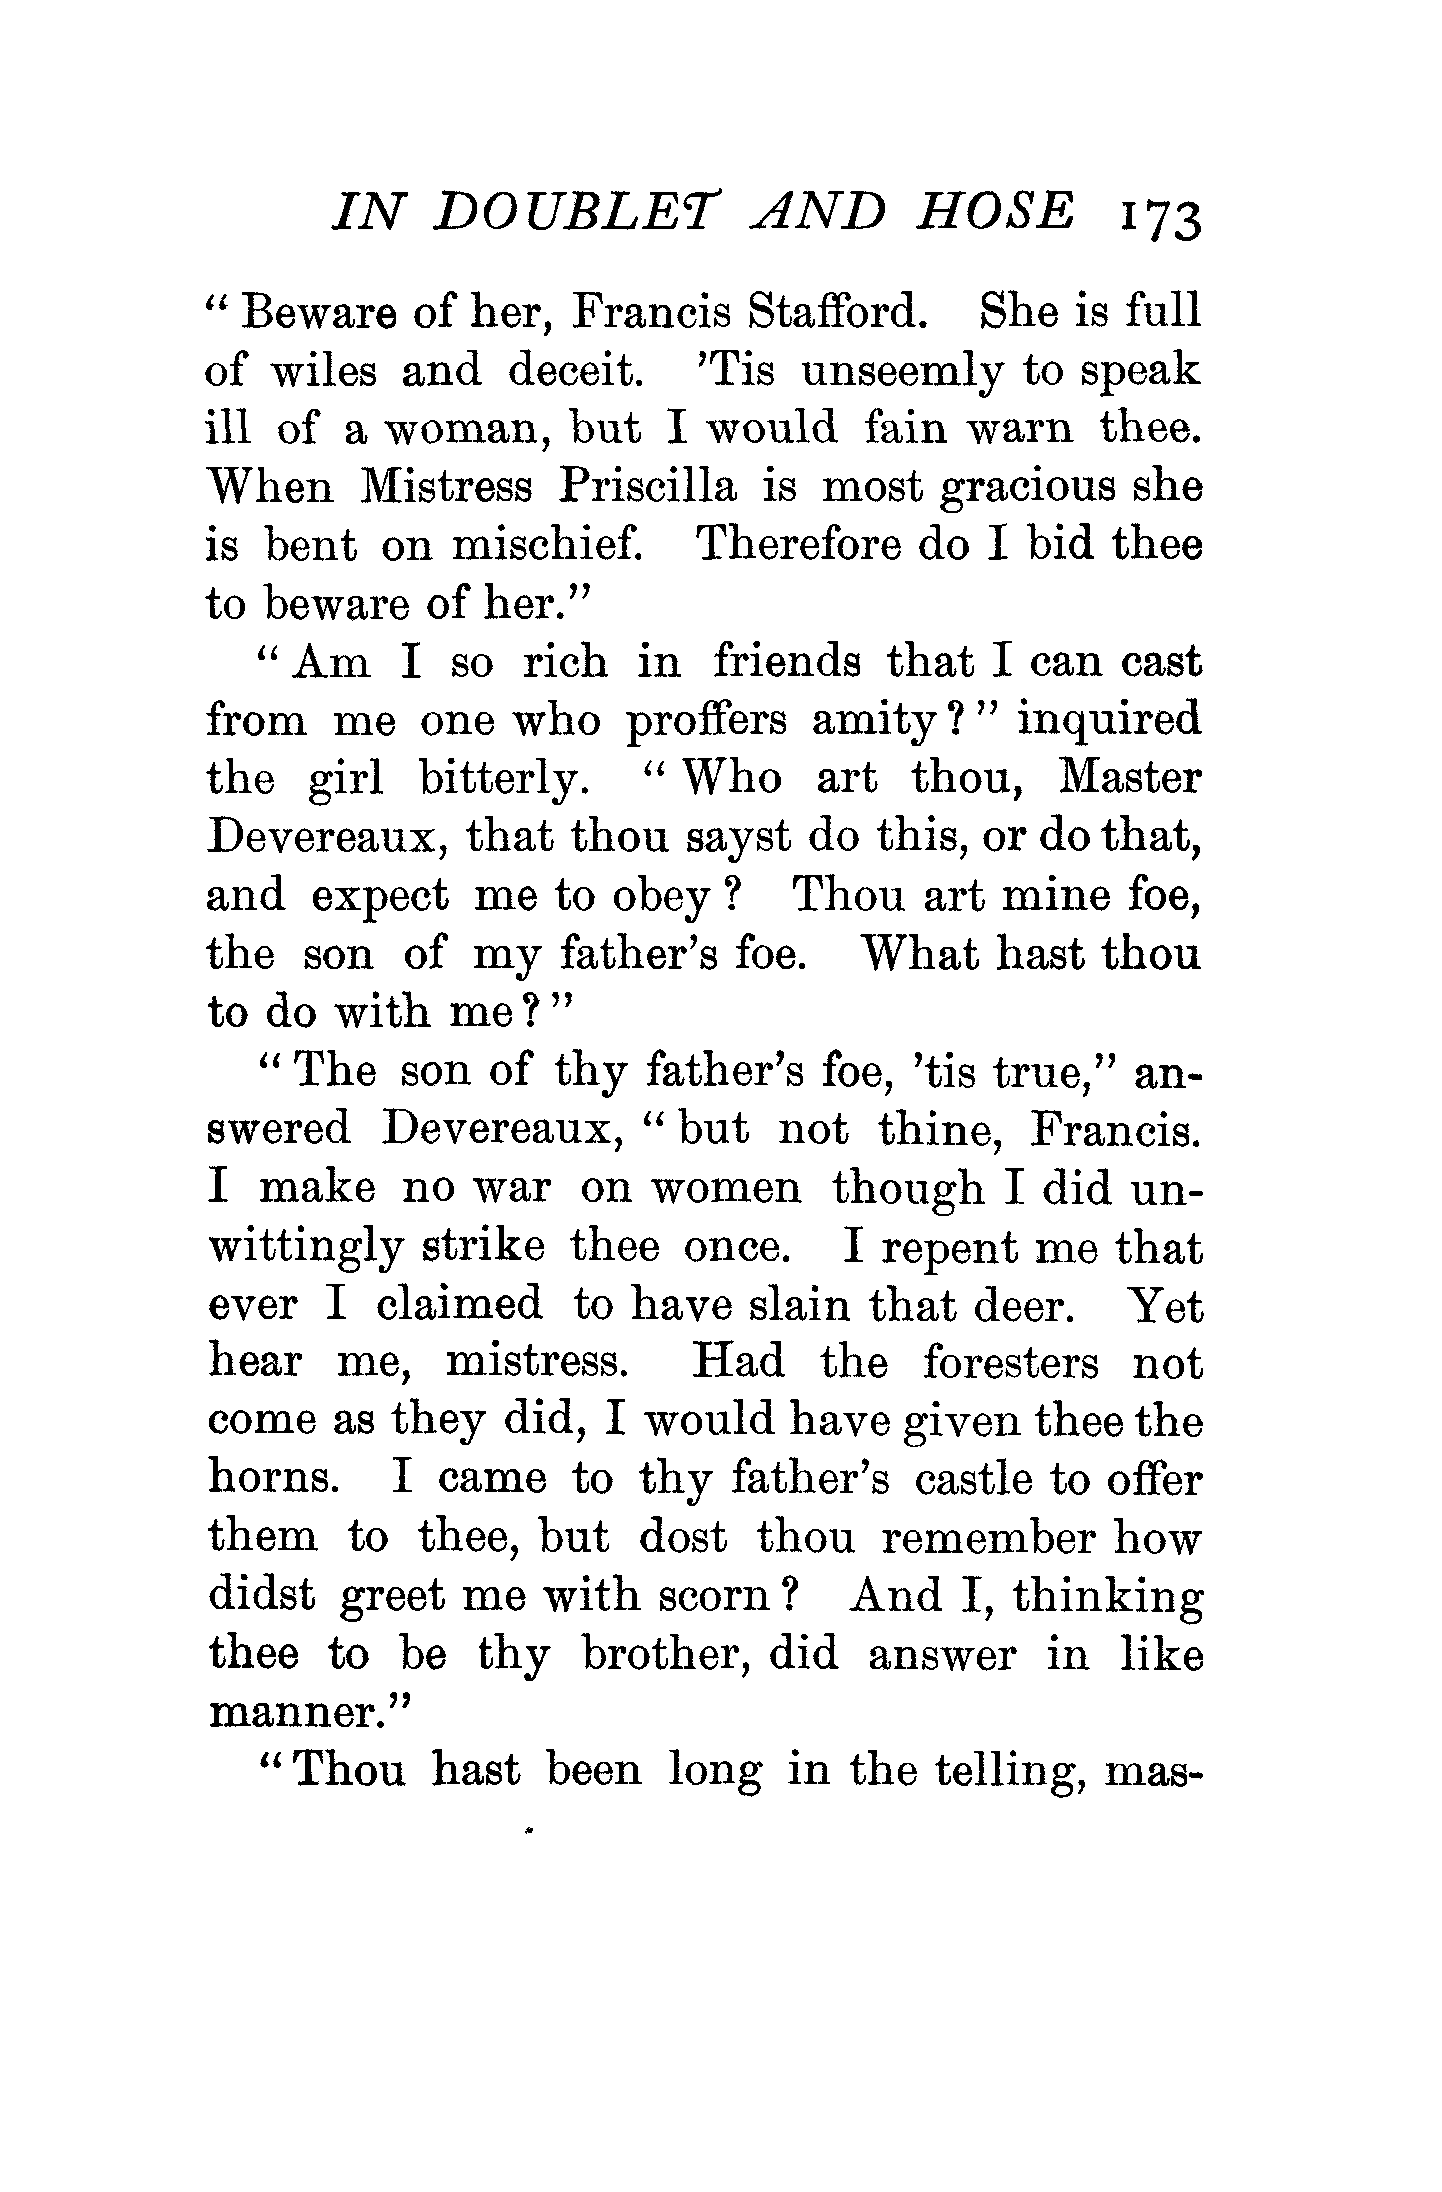 IN DOUBLET AND HOSE 173
“ Beware of her, Francis Stafford. She is full
of wiles and deceit. ’Tis unseemly to speak
ill of a woman, but I would fain warn thee.
When Mistress Priscilla is most gracious she
is bent on mischief. Therefore do I bid thee
to beware of her.”
“ Am I so rich in friends that I can cast
from me one who proffers amity ? ” inquired
the girl bitterly. “ Who art thou, Master
Devereaux, that thou sayst do this, or do that,
and expect me to obey ? Thou art mine foe,
the son of my father’s foe. What hast thou
to do with me ? ”
“ The son of thy father’s foe, ’tis true,” an-
swered Devereaux, “ but not thine, Francis.
I make no war on women though I did un-
wittingly strike thee once. I repent me that
ever I claimed to have slain that deer. Yet
hear me, mistress. Had the foresters not
come as they did, I would have given thee the
horns. I came to thy father’s castle to offer
them to thee, but dost thou remember how
didst greet me with scorn ? And I, thinking
thee to be thy brother, did answer in like
manner.”
“ Thou hast been long in the telling, mas-